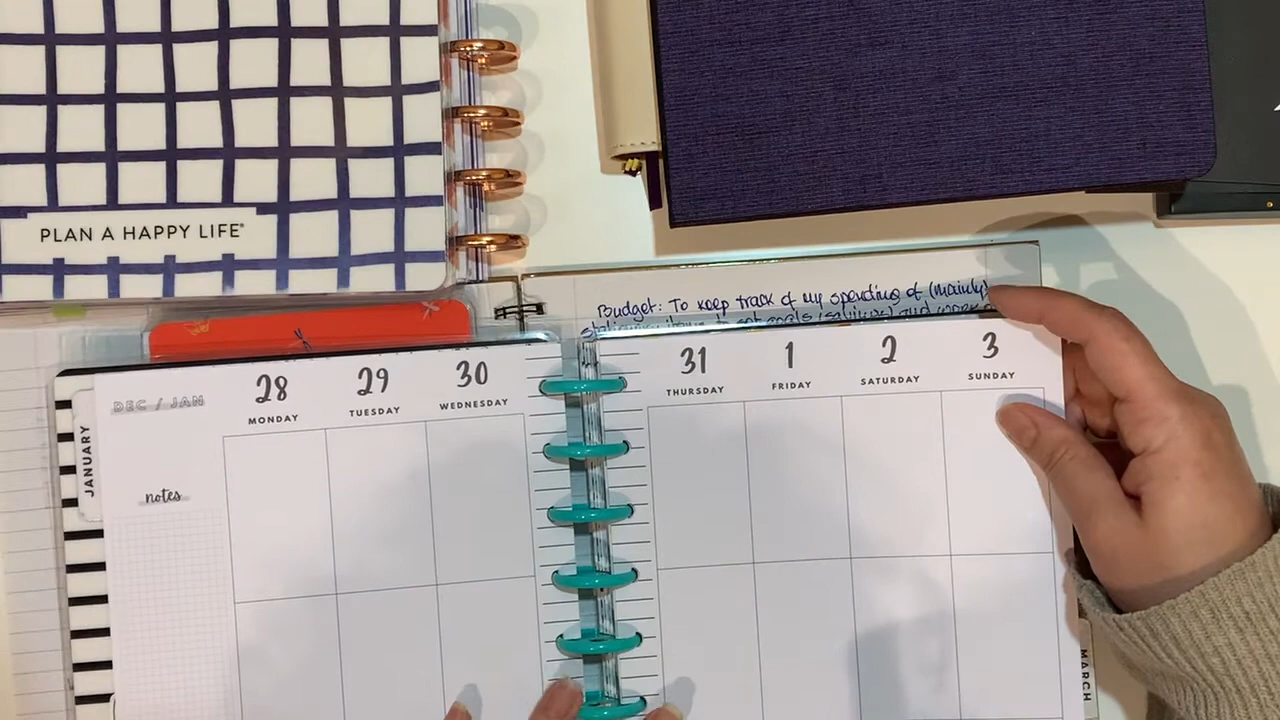 PLAN A HAPPY LIFE®
Budget: To keep track of my spending of (mainly)
DEC / JAN
28 29 30 31 1 2 3
MONDAY TUESDAY WEDNESDAY THURSDAY FRIDAY SATURDAY SUNDAY
JANUARY
notes
MARCH